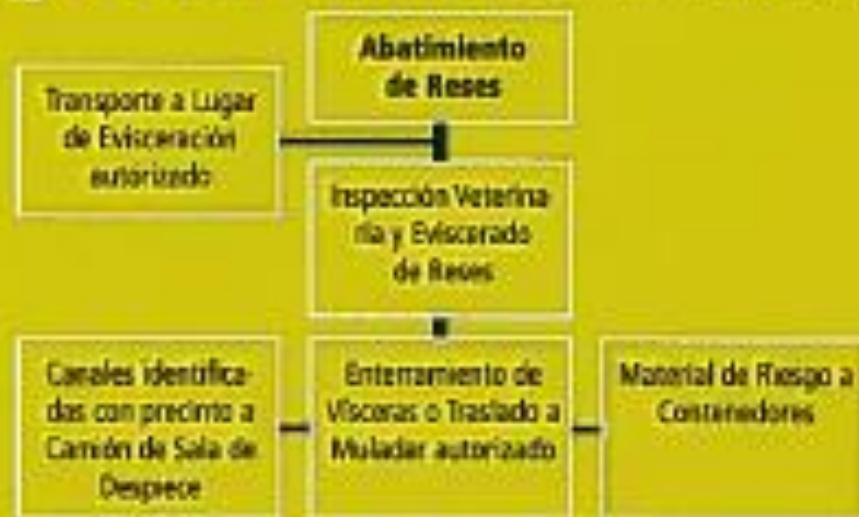 Abatimiento
de Reses
Transporte a Lugar
de Evisceración
autorizado
Inspección Veterina
ria y Eviscerado
de Reses
Canales identifica-
das con precinto a
Camión de Sala de
Despiece
Enterramiento de
Vísceras o Traslado a
Muladar autorizado
Material de Riesgo a
Contenedores